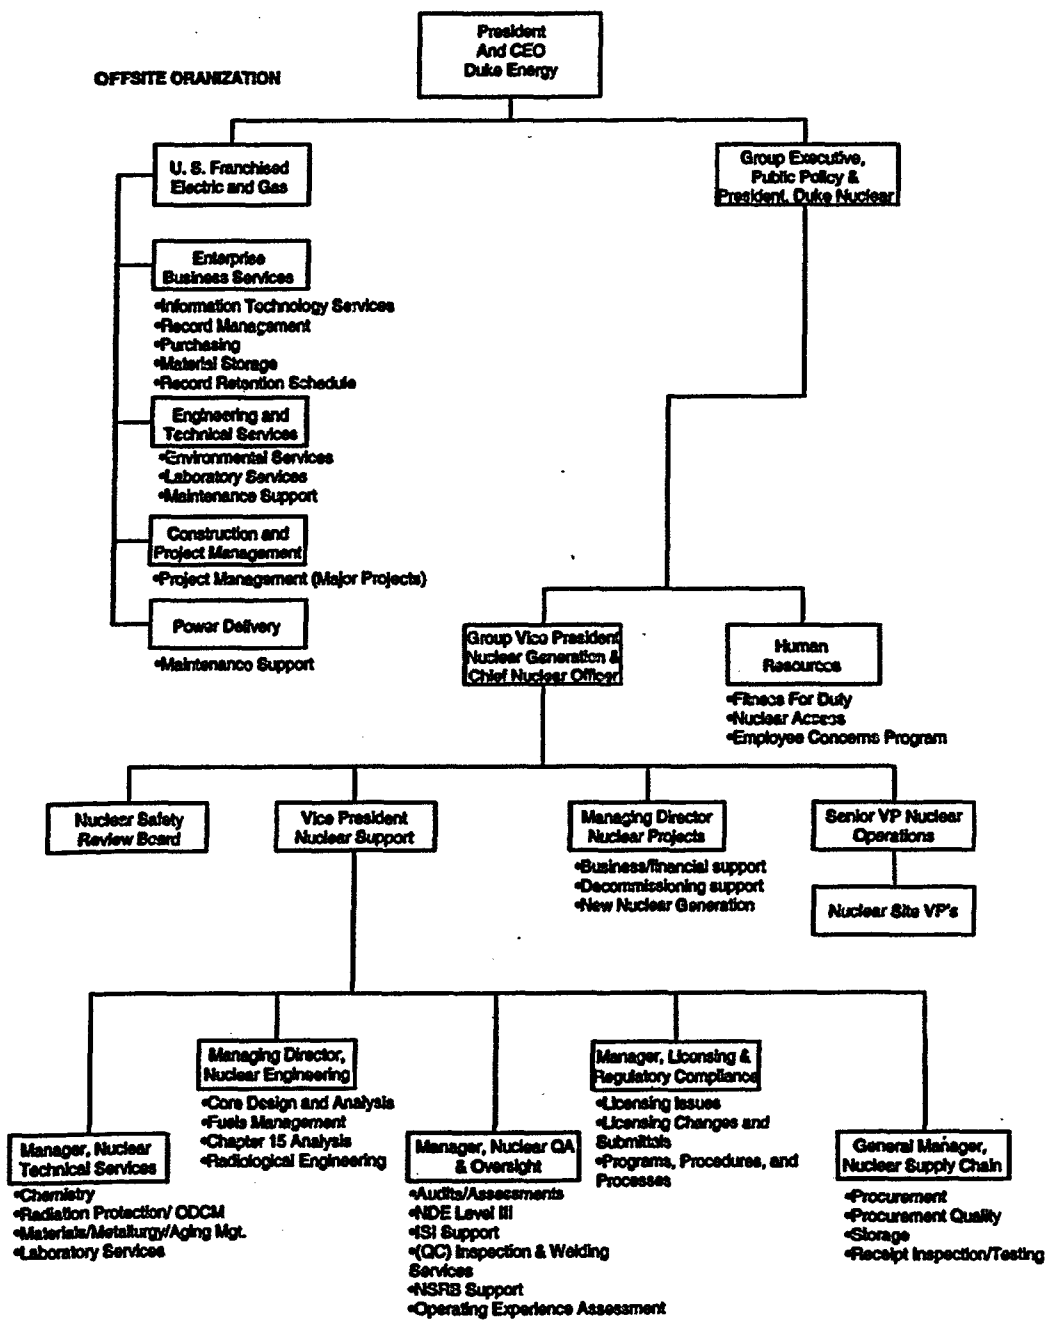 President
And CEO
Duke Energy
OFFSITE ORANIZATION
U. S. Franchised
Electric and Gas
Group Executive,
Public Policy &
President, Duke Nuclear
Enterprise
Business Services
•Information Technology Services
•Record Management
•Purchasing
•Material Storage
•Record Retention Schedule
Engineering and
Technical Services
•Environmental Services
•Laboratory Services
•Maintenance Support
Construction and
Project Management
•Project Management (Major Projects)
Power Delivery
•Maintenance Support
Group Vice President
Nuclear Generation &
Chief Nuclear Officer
Human
Resources
•Fitness For Duty
•Nuclear Access
•Employee Concerns Program
Nuclear Safety
Review Board
Vice President
Nuclear Support
Managing Director
Nuclear Projects
•Business/financial support
•Decommissioning support
•New Nuclear Generation
Senior VP Nuclear
Operations
Nuclear Site VP's
Managing Director,
Nuclear Engineering
•Core Design and Analysis
•Fuels Management
•Chapter 15 Analysis
•Radiological Engineering
Manager, Licensing &
Regulatory Compliance
•Licensing Issues
•Licensing Changes and
Submittals
•Programs, Procedures, and
Processes
Manager, Nuclear
Technical Services
•Chemistry
•Radiation Protection/ ODCM
•Materials/Metallurgy/Aging Mgt.
•Laboratory Services
Manager, Nuclear QA
& Oversight
•Audits/Assessments
•NDE Level III
•ISI Support
•(QC) Inspection & Welding
Services
•NSRB Support
•Operating Experience Assessment
General Manager,
Nuclear Supply Chain
•Procurement
•Procurement Quality
•Storage
•Receipt Inspection/Testing